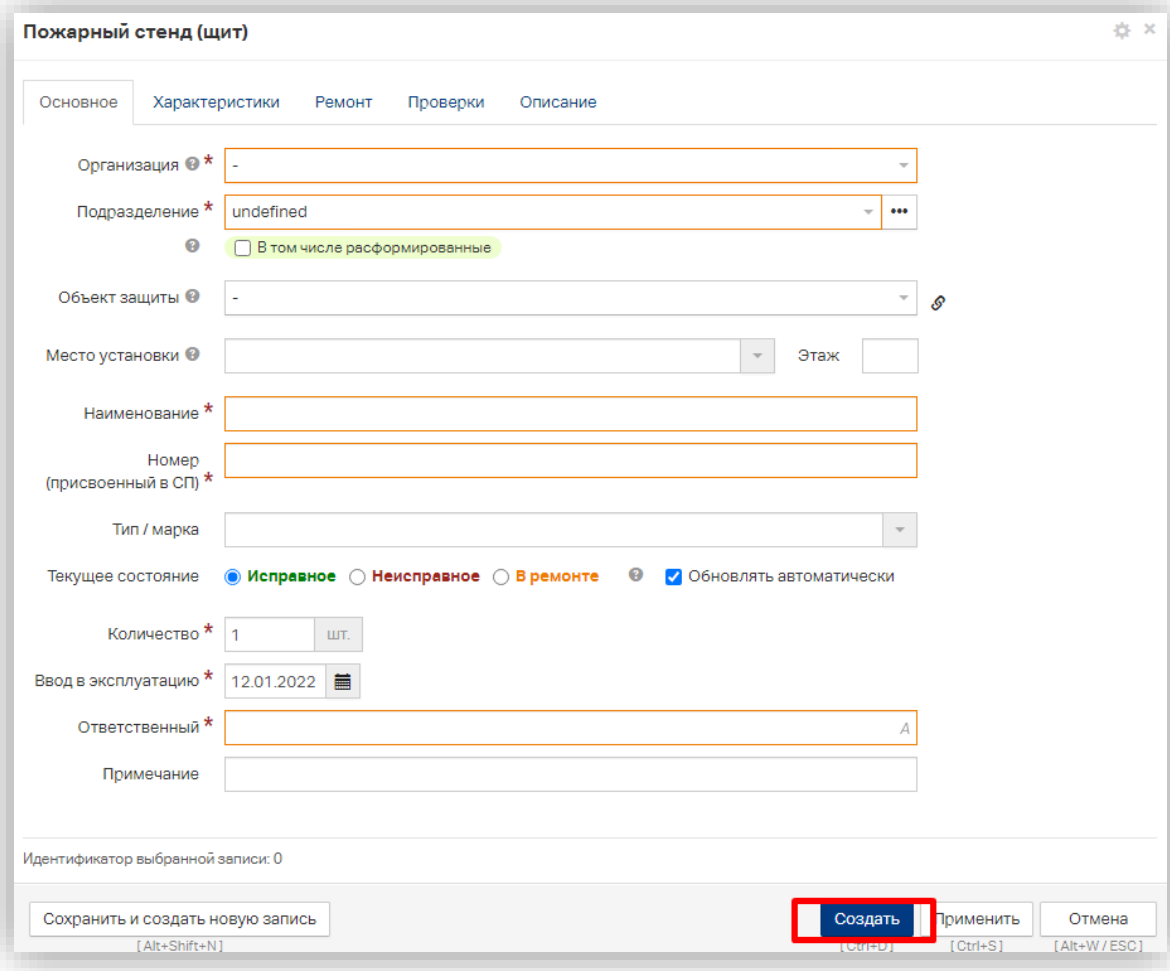 Пожарный стенд (щит)
Основное Характеристики Ремонт Проверки Описание
Организация * -
Подразделение * undefined •••
В том числе расформированные
Объект защиты -
Место установки Этаж
Наименование *
Номер
(присвоенный в СП) *
Тип / марка
Текущее состояние Исправное Неисправное В ремонте Обновлять автоматически
Количество * 1 шт.
Ввод в эксплуатацию * 12.01.2022
Ответственный * A
Примечание
Идентификатор выбранной записи: 0
Сохранить и создать новую запись Создать Применить Отмена
[Alt+Shift+N] [Ctrl+D] [Ctrl+S] [Alt+W / ESC]